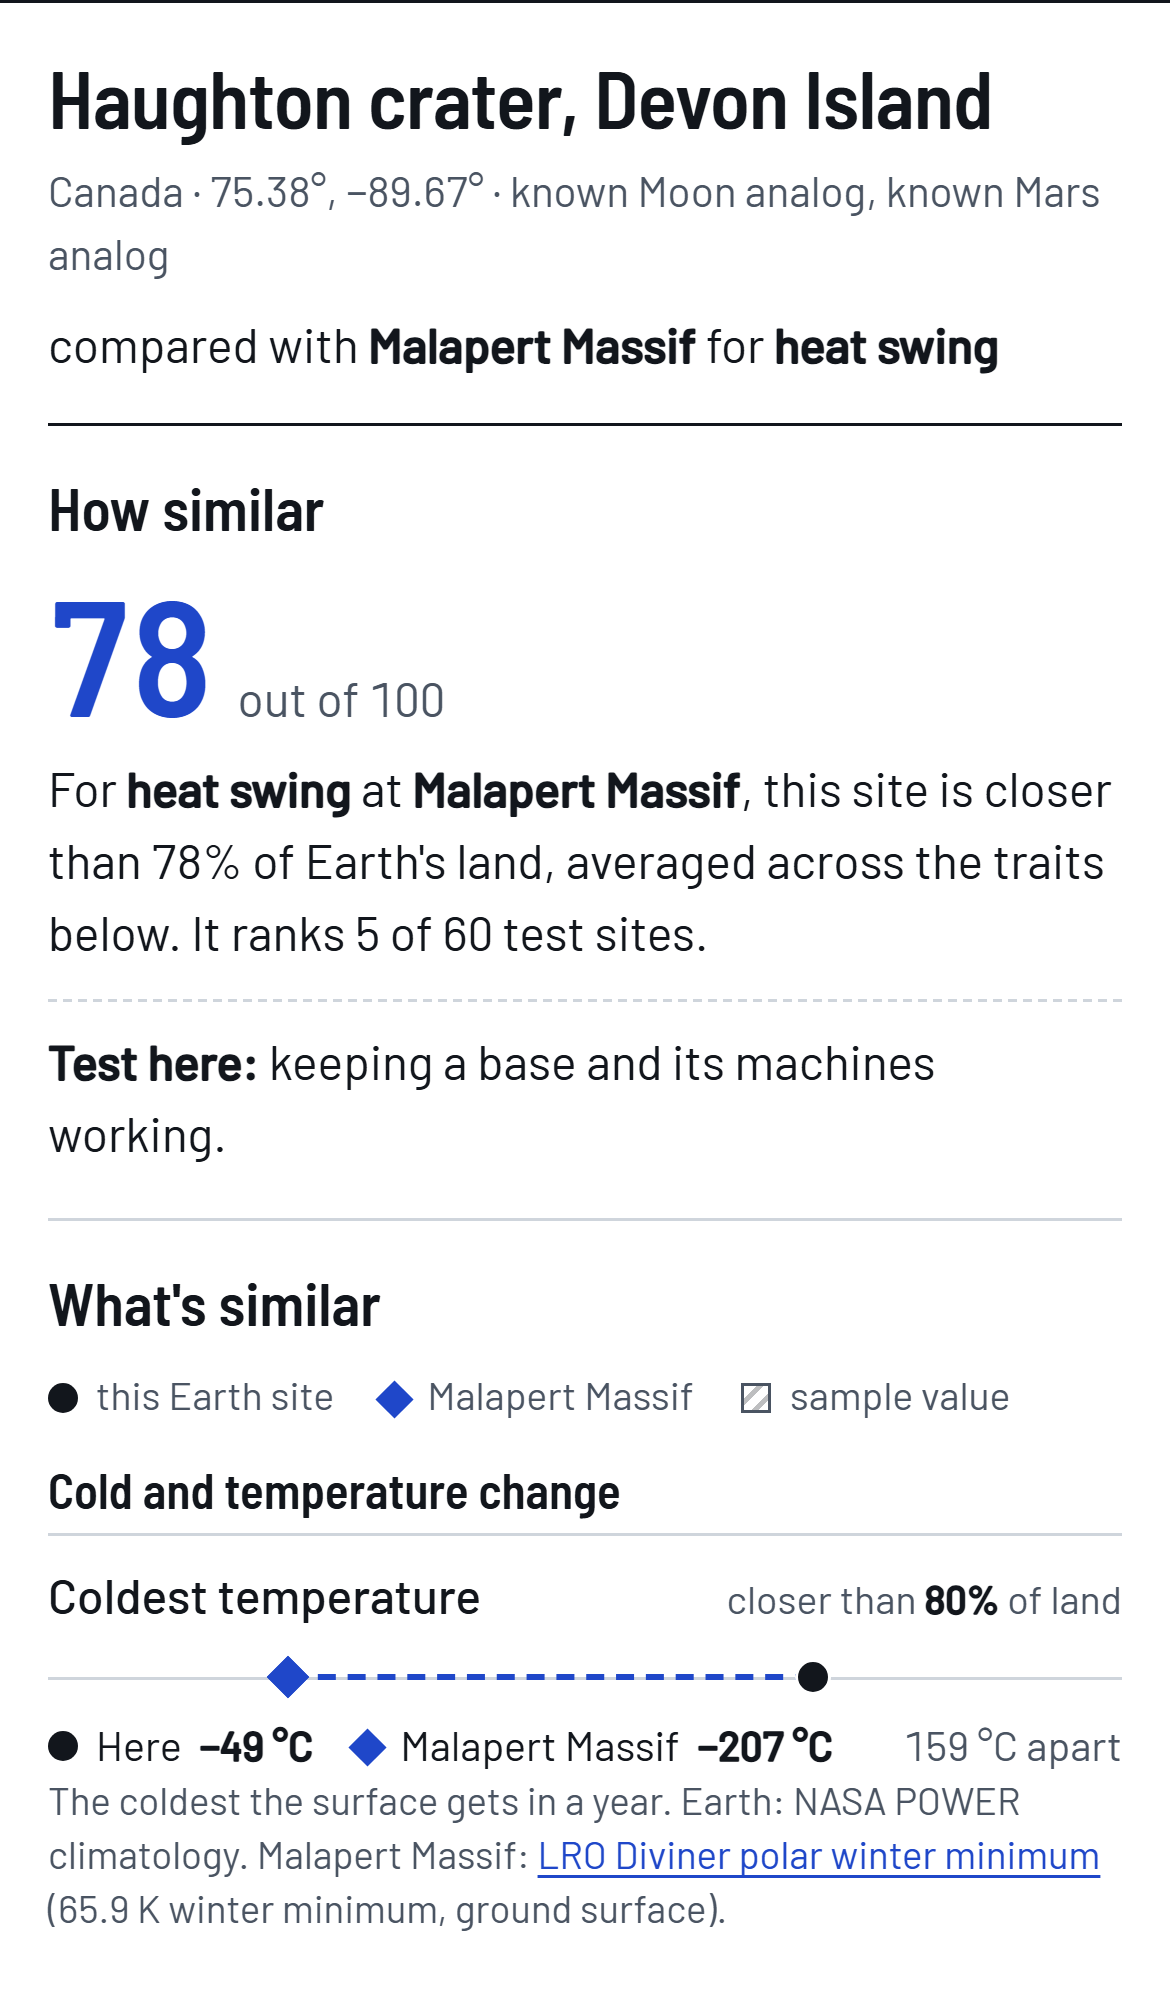 Haughton crater, Devon Island
Canada · 75.38°, −89.67° · known Moon analog, known Mars
analog
compared with Malapert Massif for heat swing
How similar
78 out of 100
For heat swing at Malapert Massif, this site is closer
than 78% of Earth's land, averaged across the traits
below. It ranks 5 of 60 test sites.
Test here: keeping a base and its machines
working.
What's similar
this Earth site Malapert Massif sample value
Cold and temperature change
Coldest temperature closer than 80% of land
Here −49 °C Malapert Massif −207 °C 159 °C apart
The coldest the surface gets in a year. Earth: NASA POWER
climatology. Malapert Massif: LRO Diviner polar winter minimum
(65.9 K winter minimum, ground surface).